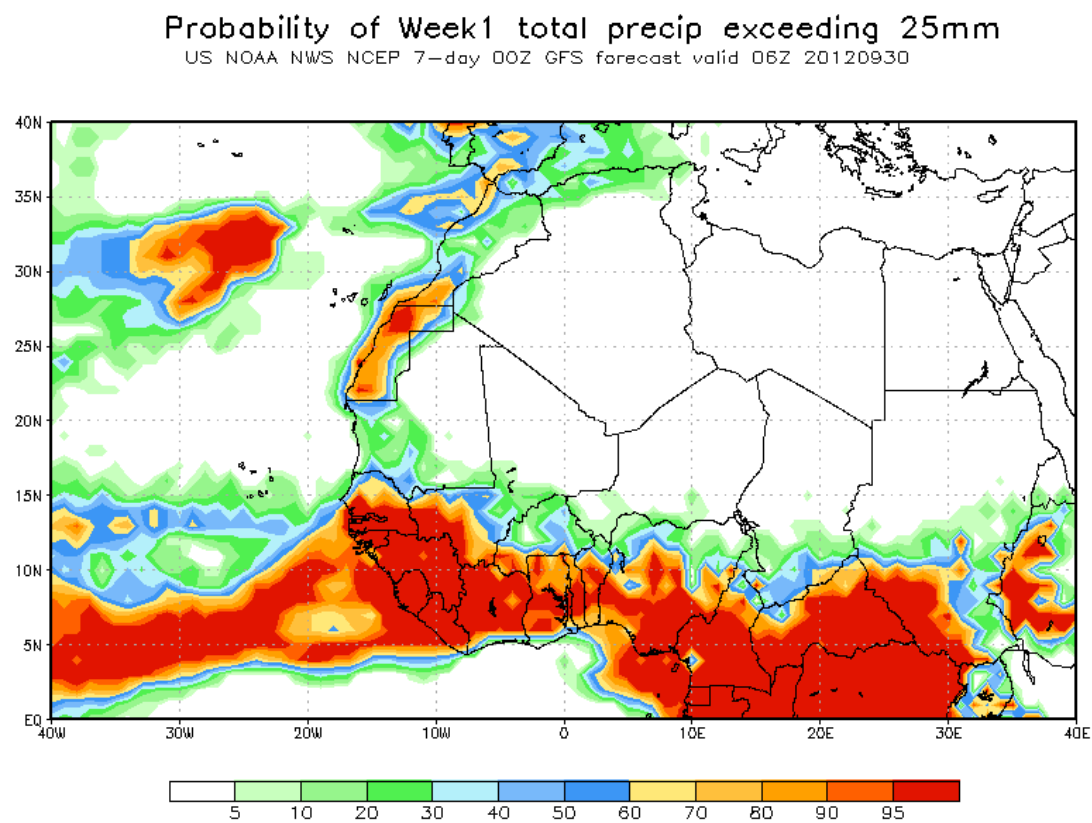 Probability of Week1 total precip exceeding 25mm
US NOAA NWS NCEP 7-day 00Z GFS forecast valid 06Z 20120930
40N
35N
30N
25N
20N
15N
10N
5N
EQ
40W 30W 20W 10W 0 10E 20E 30E 40E
5 10 20 30 40 50 60 70 80 90 95